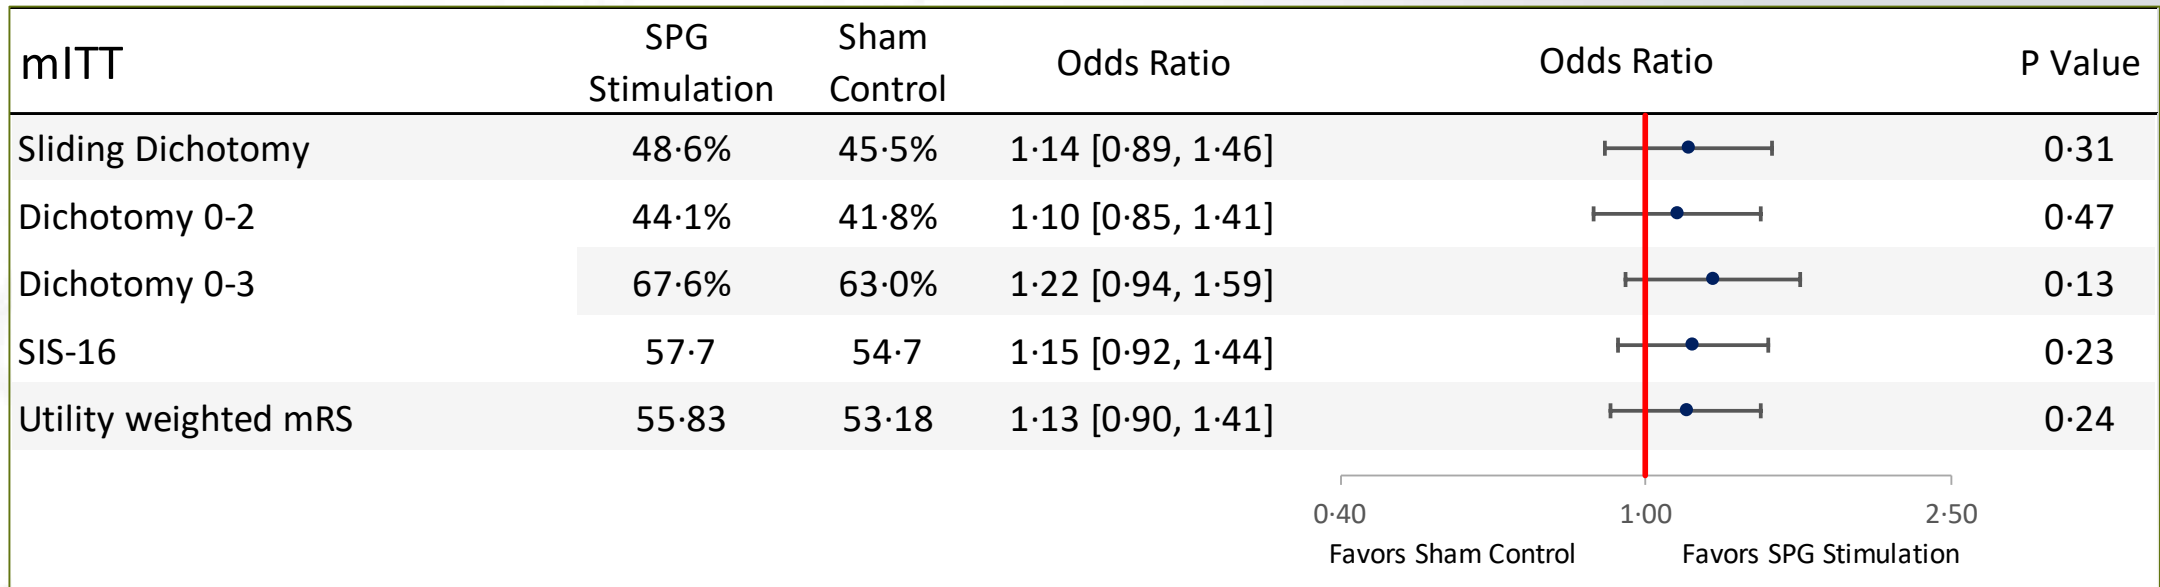 mITT SPG Stimulation Sham Control Odds Ratio Odds Ratio P Value
Sliding Dichotomy 48·6% 45·5% 1·14 [0·89, 1·46] 0·31
Dichotomy 0-2 44·1% 41·8% 1·10 [0·85, 1·41] 0·47
Dichotomy 0-3 67·6% 63·0% 1·22 [0·94, 1·59] 0·13
SIS-16 57·7 54·7 1·15 [0·92, 1·44] 0·23
Utility weighted mRS 55·83 53·18 1·13 [0·90, 1·41] 0·24
0·40 1·00 2·50
Favors Sham Control Favors SPG Stimulation